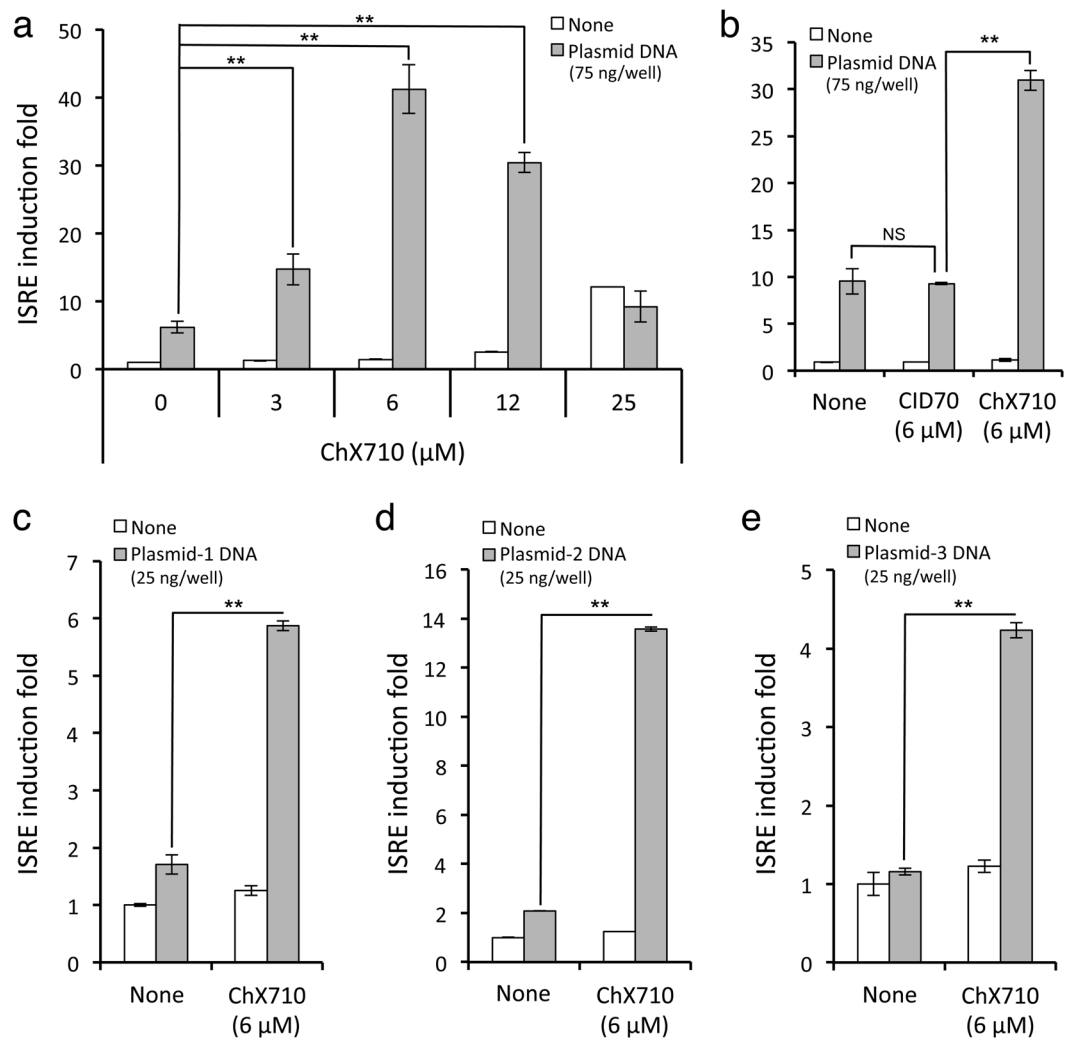 a
ISRE induction fold
50
40
30
20
10
0
**
**
**
None
Plasmid DNA
(75 ng/well)
0 3 6 12 25
ChX710 (μM)
b
ISRE induction fold
35
30
25
20
15
10
5
0
None
Plasmid DNA
(75 ng/well)
**
NS
None CID70 ChX710
(6 μM) (6 μM)
c
ISRE induction fold
7
6
5
4
3
2
1
0
None
Plasmid-1 DNA
(25 ng/well)
**
None ChX710
(6 μM)
d
ISRE induction fold
16
14
12
10
8
6
4
2
0
None
Plasmid-2 DNA
(25 ng/well)
**
None ChX710
(6 μM)
e
ISRE induction fold
5
4
3
2
1
0
None
Plasmid-3 DNA
(25 ng/well)
**
None ChX710
(6 μM)